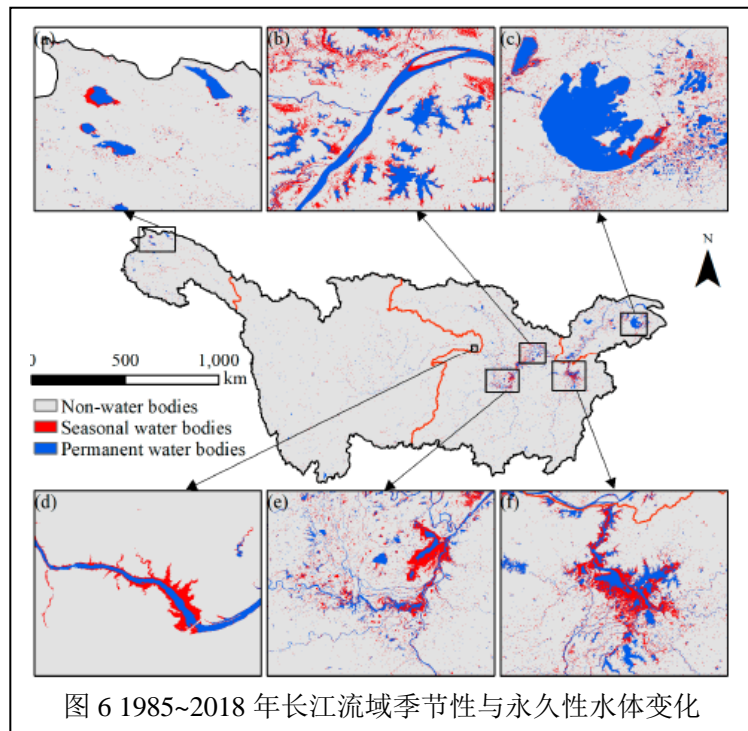 (a)
(b)
(c)
N
0 500 1,000
km
Non-water bodies
Seasonal water bodies
Permanent water bodies
(d)
(e)
(f)
图 6 1985~2018 年长江流域季节性与永久性水体变化